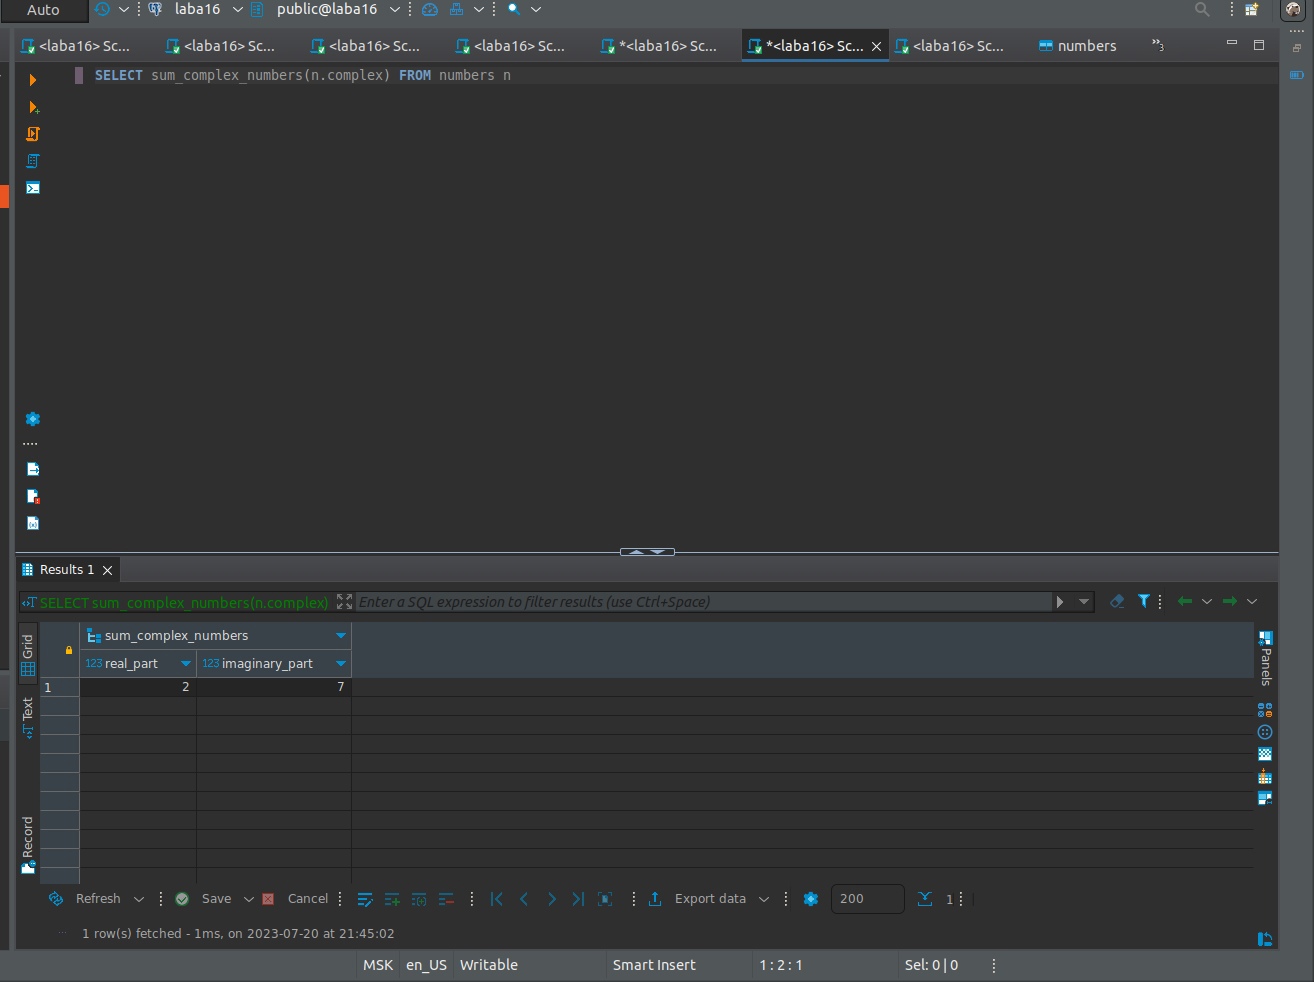 Auto laba16 public@laba16
<laba16> Sc... <laba16> Sc... <laba16> Sc... <laba16> Sc... *<laba16> Sc... *<laba16> Sc... <laba16> Sc... numbers »3
SELECT sum_complex_numbers(n.complex) FROM numbers n
Results 1
SELECT sum_complex_numbers(n.complex) Enter a SQL expression to filter results (use Ctrl+Space)
Grid
Text
Record
sum_complex_numbers
123 real_part 123 imaginary_part
1 2 7
Panels
Refresh Save Cancel Export data 200 1
1 row(s) fetched - 1ms, on 2023-07-20 at 21:45:02
MSK en_US Writable Smart Insert 1 : 2 : 1 Sel: 0 | 0